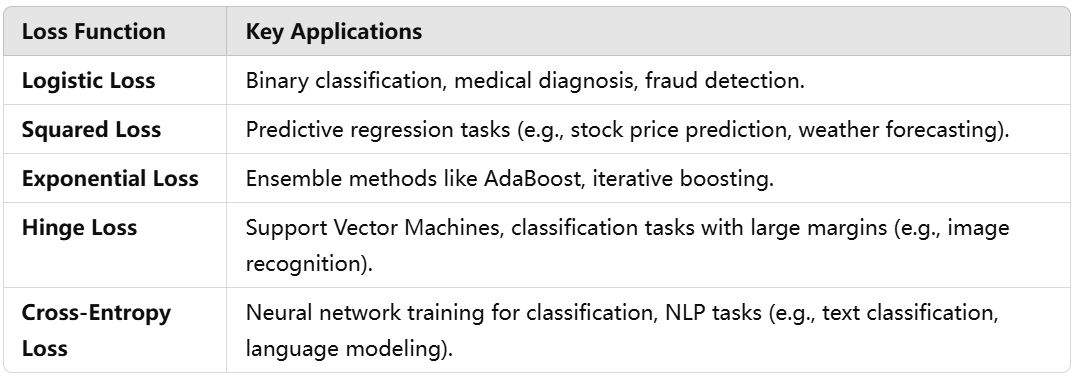 Loss Function Key Applications
Logistic Loss Binary classification, medical diagnosis, fraud detection.
Squared Loss Predictive regression tasks (e.g., stock price prediction, weather forecasting).
Exponential Loss Ensemble methods like AdaBoost, iterative boosting.
Hinge Loss Support Vector Machines, classification tasks with large margins (e.g., image
recognition).
Cross-Entropy Neural network training for classification, NLP tasks (e.g., text classification,
Loss language modeling).